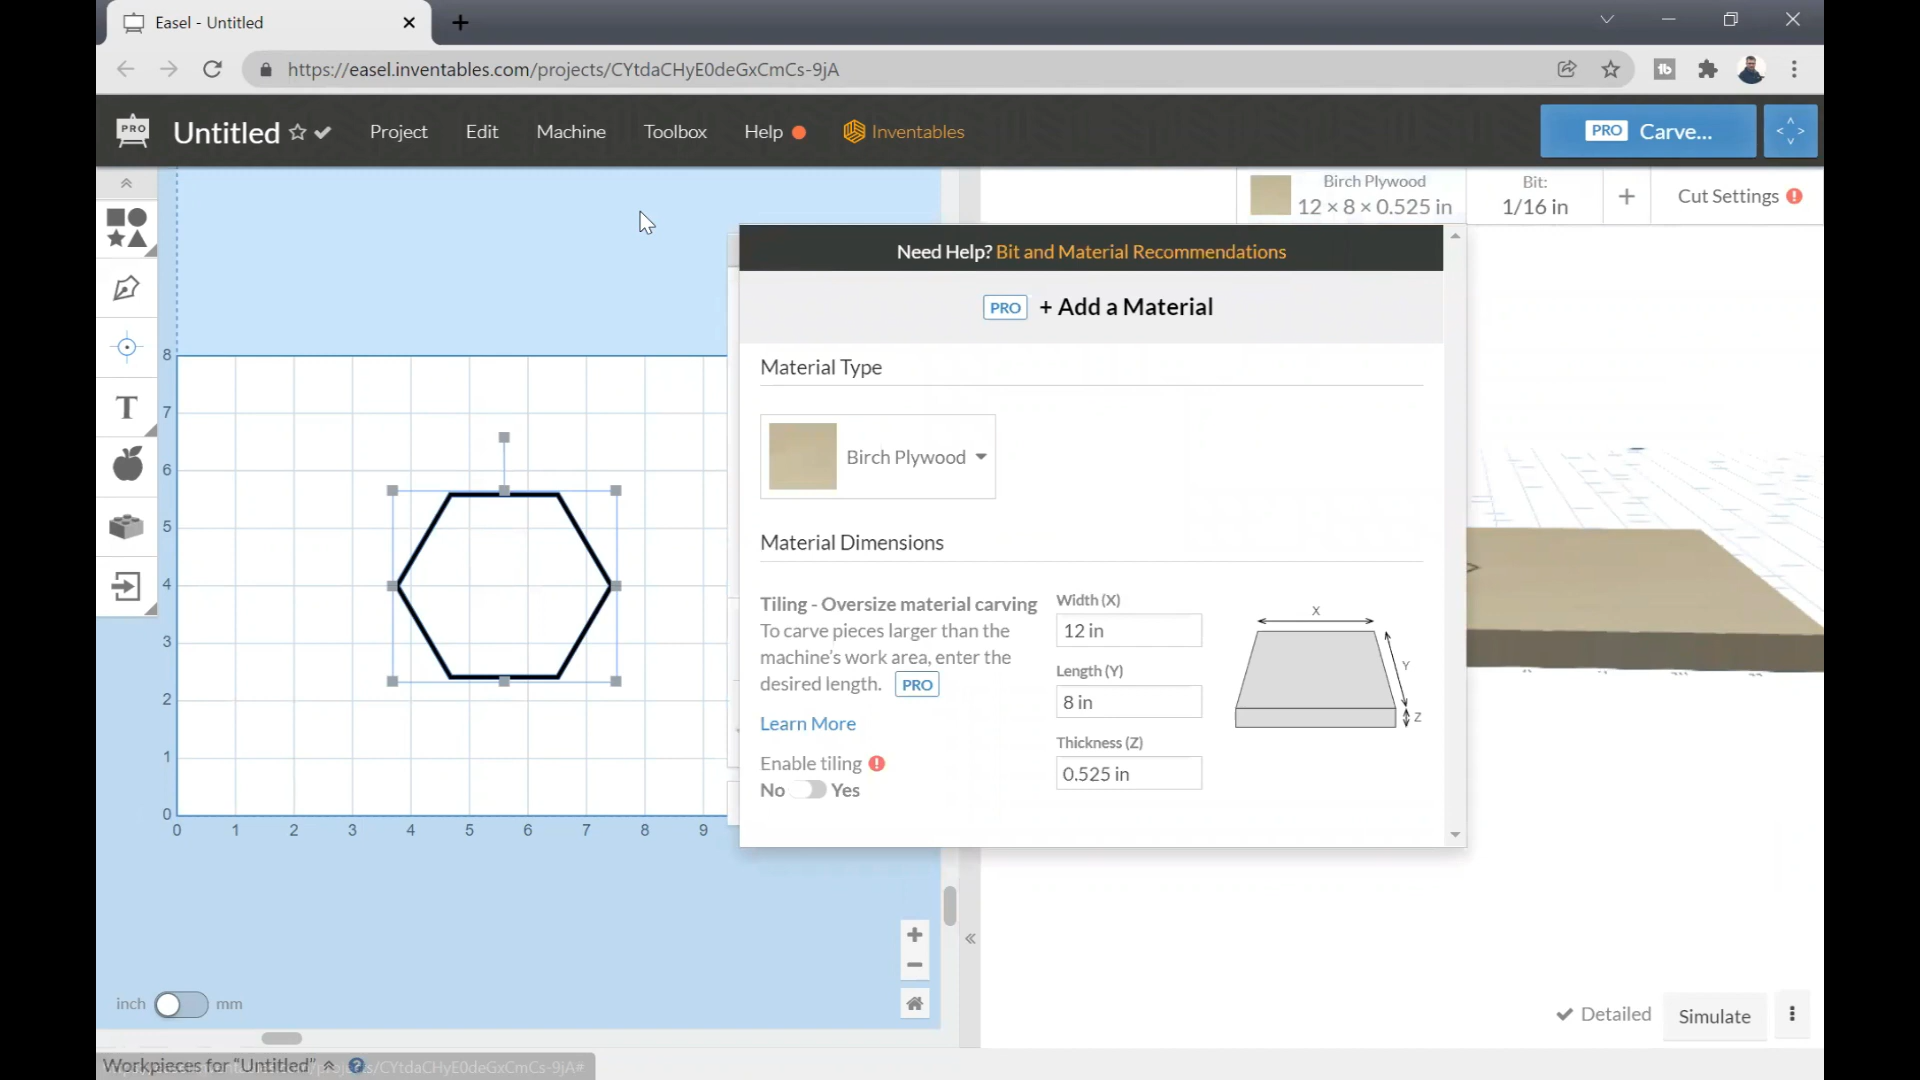 Easel - Untitled
https://easel.inventables.com/projects/CYtdaCHyE0deGxCmCs-9jA
PRO
Untitled
Project
Edit
Machine
Toolbox
Help
Inventables
PRO
Carve...
Birch Plywood
12 × 8 × 0.525 in
Bit:
1/16 in
Cut Settings
Need Help? Bit and Material Recommendations
PRO
+ Add a Material
Material Type
Birch Plywood
Material Dimensions
Tiling - Oversize material carving
To carve pieces larger than the
machine's work area, enter the
desired length.
PRO
Learn More
Enable tiling
No
Yes
Width (X)
12 in
Length (Y)
8 in
Thickness (Z)
0.525 in
X
Y
Z
T
8
7
6
5
4
3
2
1
0
0
1
2
3
4
5
6
7
8
9
inch
mm
Detailed
Simulate
Workpieces for "Untitled"
/CYtdaCHyE0deGxCmCs-9jA#